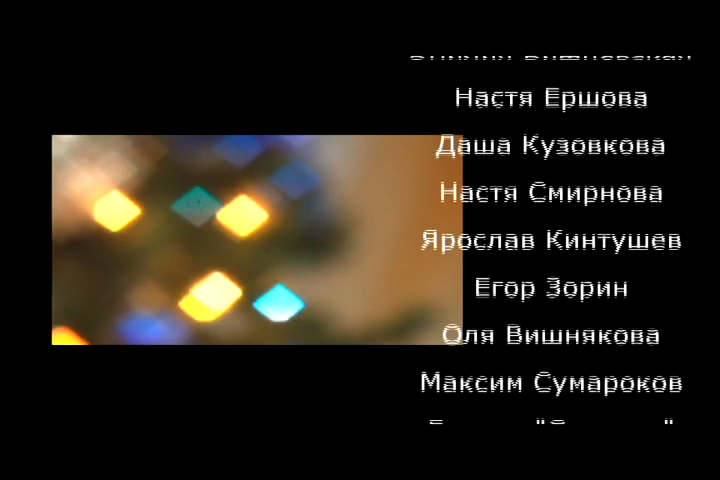 Настя Ершова
Даша Кузовкова
Настя Смирнова
Ярослав Кинтушев
Егор Зорин
Оля Вишнякова
Максим Сумароков